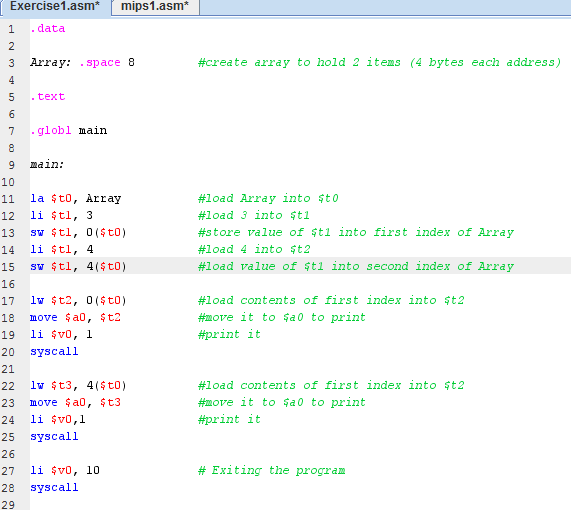 Exercise1.asm* mips1.asm*
1 .data
2
3 Array: .space 8 #create array to hold 2 items (4 bytes each address)
4
5 .text
6
7 .globl main
8
9 main:
10
11 la $t0, Array #load Array into $t0
12 li $t1, 3 #load 3 into $t1
13 sw $t1, 0($t0) #store value of $t1 into first index of Array
14 li $t1, 4 #load 4 into $t2
15 sw $t1, 4($t0) #load value of $t1 into second index of Array
16
17 lw $t2, 0($t0) #load contents of first index into $t2
18 move $a0, $t2 #move it to $a0 to print
19 li $v0, 1 #print it
20 syscall
21
22 lw $t3, 4($t0) #load contents of first index into $t2
23 move $a0, $t3 #move it to $a0 to print
24 li $v0,1 #print it
25 syscall
26
27 li $v0, 10 # Exiting the program
28 syscall
29